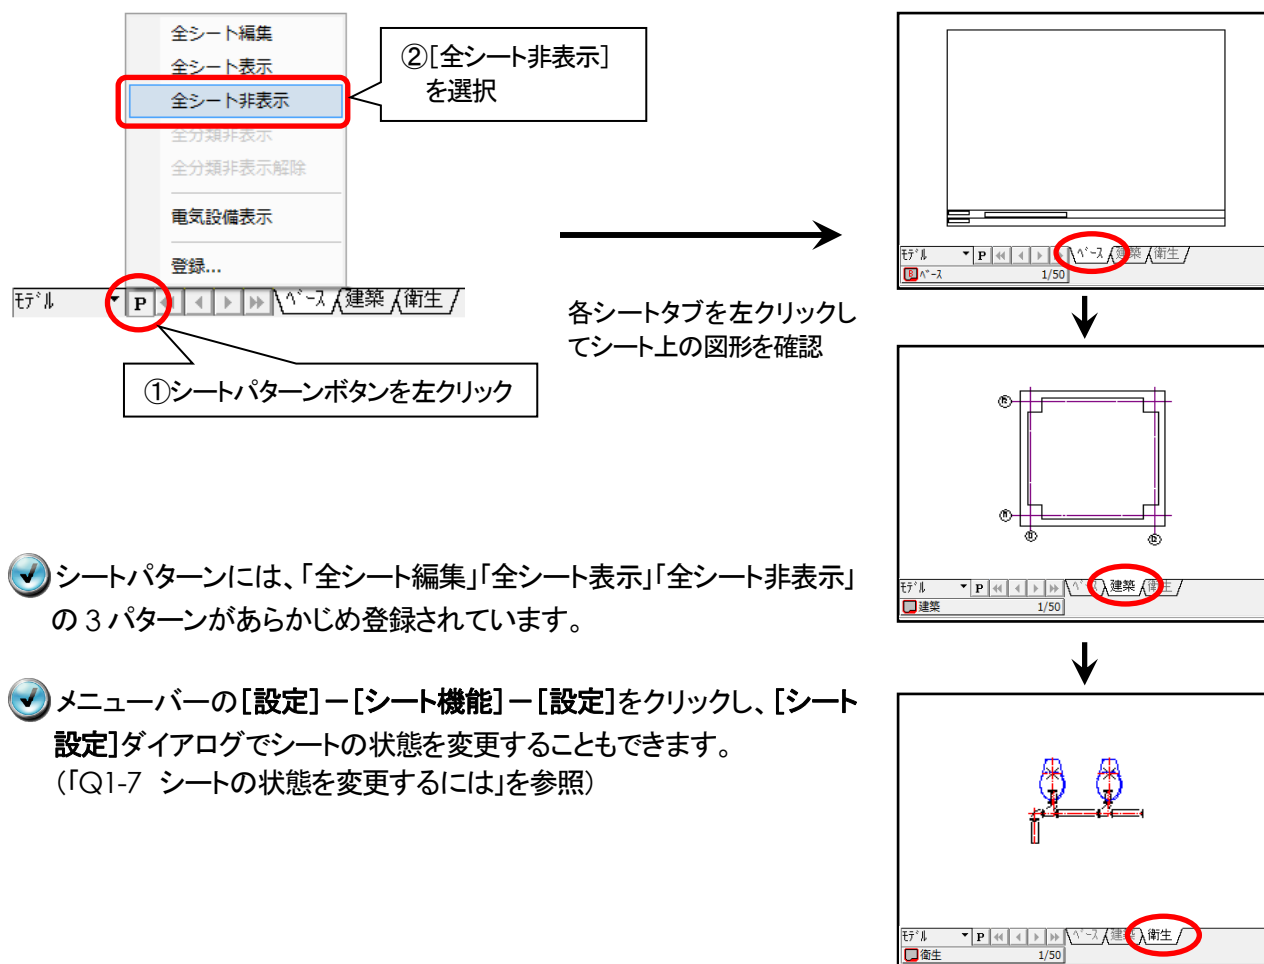 全シート編集
全シート表示
全シート非表示
全分類非表示
全分類非表示解除
電気設備表示
登録...
②[全シート非表示]
を選択
ﾓﾃﾞﾙ P ﾍﾞｰｽ 建築 衛生
①シートパターンボタンを左クリック
各シートタブを左クリックし
てシート上の図形を確認
ﾓﾃﾞﾙ P ﾍﾞｰｽ 建築 衛生
ﾍﾞｰｽ 1/50
ﾓﾃﾞﾙ P 建築 衛生
建築 1/50
ﾓﾃﾞﾙ P ﾍﾞｰｽ 建築 衛生
衛生 1/50
シートパターンには、「全シート編集」「全シート表示」「全シート非表示」
の 3 パターンがあらかじめ登録されています。
メニューバーの[設定]－[シート機能]－[設定]をクリックし、[シート
設定]ダイアログでシートの状態を変更することもできます。
(「Q1-7 シートの状態を変更するには」を参照)